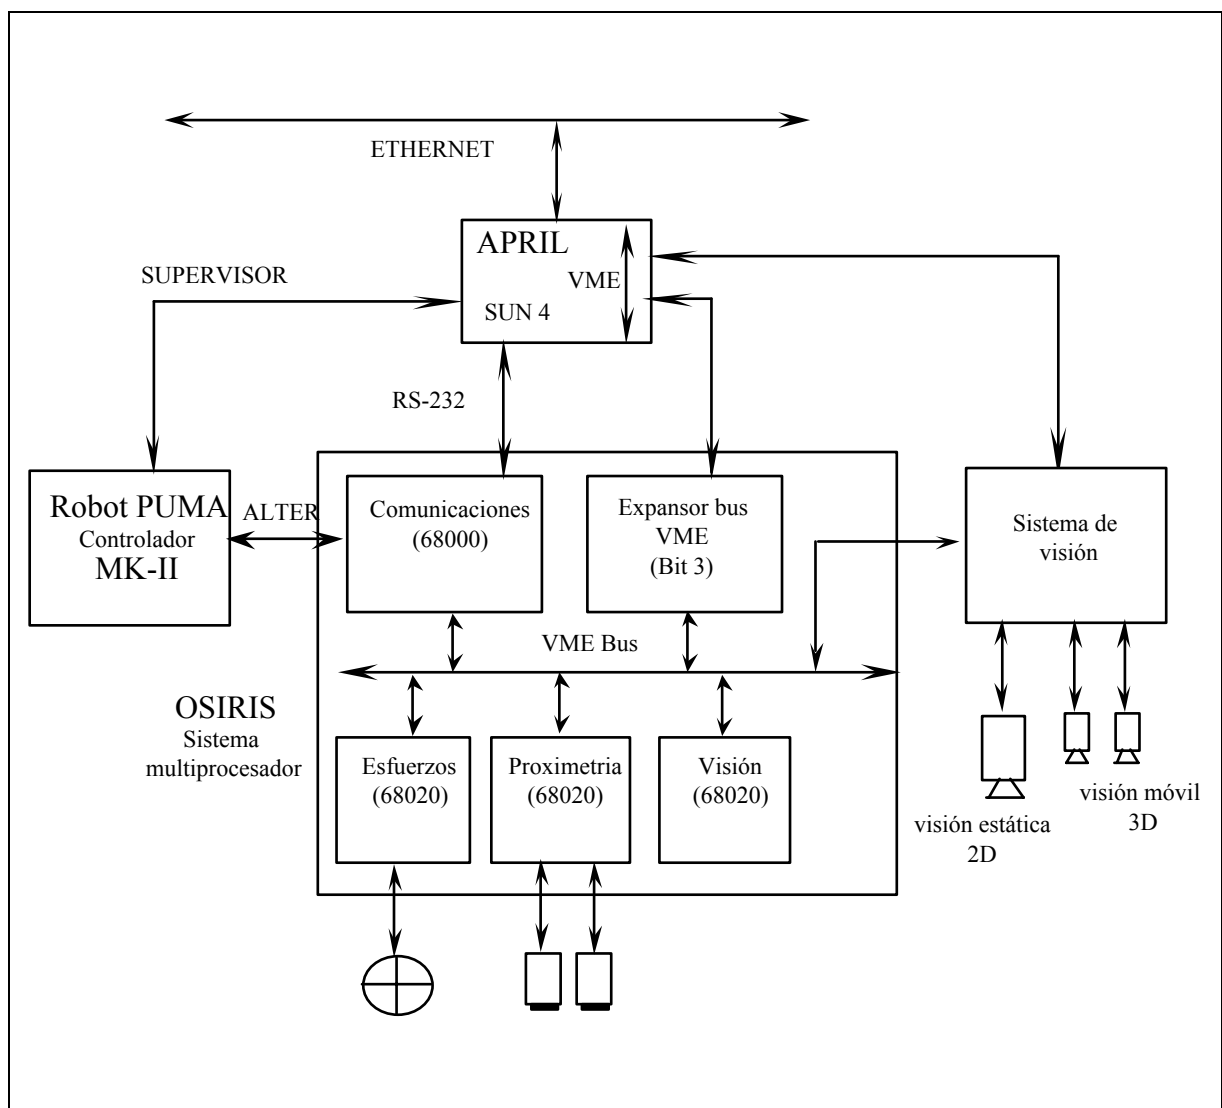 ETHERNET
APRIL
VME
SUN 4
SUPERVISOR
RS-232
Robot PUMA
Controlador
MK-II
ALTER
Comunicaciones
(68000)
Expansor bus
VME
(Bit 3)
Sistema de
visión
VME Bus
OSIRIS
Sistema
multiprocesador
Esfuerzos
(68020)
Proximetria
(68020)
Visión
(68020)
visión estática
2D
visión móvil
3D